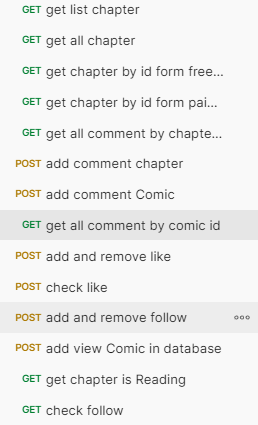 GET get list chapter
GET get all chapter
GET get chapter by id form free...
GET get chapter by id form pai...
GET get all comment by chapte...
POST add comment chapter
POST add comment Comic
GET get all comment by comic id
POST add and remove like
POST check like
POST add and remove follow
POST add view Comic in database
GET get chapter is Reading
GET check follow